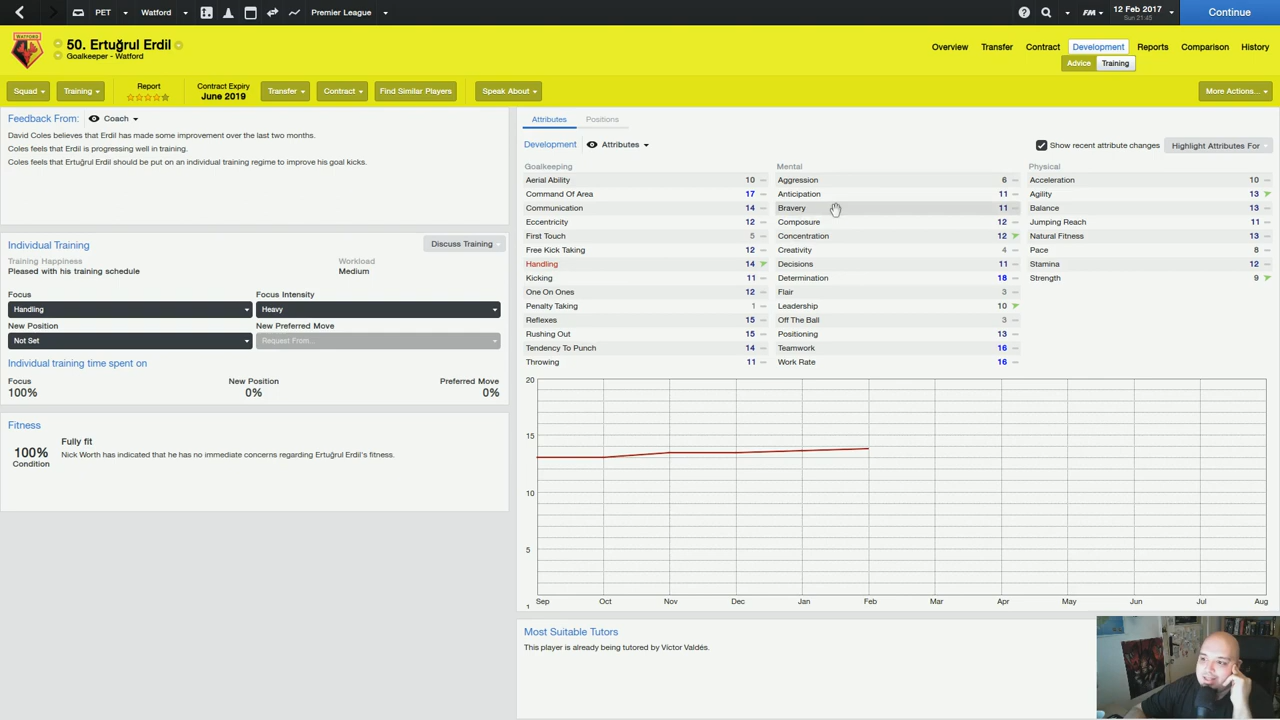 PET Watford Premier League FM 12 Feb 2017 Continue
Sun 21:45
WATFORD
50. Ertuğrul Erdil
Goalkeeper - Watford
Overview Transfer Contract Development Reports Comparison History
Advice Training
Squad Training Report Contract Expiry June 2019 Transfer Contract Find Similar Players Speak About More Actions...
Feedback From: Coach
David Coles believes that Erdil has made some improvement over the last two months.
Coles feels that Erdil is progressing well in training.
Coles feels that Ertuğrul Erdil should be put on an individual training regime to improve his goal kicks.
Individual Training Discuss Training
Training Happiness Workload
Pleased with his training schedule Medium
Focus Focus Intensity
Handling Heavy
New Position New Preferred Move
Not Set Request From...
Individual training time spent on
Focus New Position Preferred Move
100% 0% 0%
Fitness
100% Condition
Fully fit
Nick Worth has indicated that he has no immediate concerns regarding Ertuğrul Erdil's fitness.
Attributes Positions
Development Attributes Show recent attribute changes Highlight Attributes For
Goalkeeping Mental Physical
Aerial Ability 10 Aggression 6 Acceleration 10
Command Of Area 17 Anticipation 11 Agility 13
Communication 14 Bravery 11 Balance 13
Eccentricity 12 Composure 12 Jumping Reach 11
First Touch 5 Concentration 12 Natural Fitness 13
Free Kick Taking 12 Creativity 4 Pace 8
Handling 14 Decisions 11 Stamina 12
Kicking 11 Determination 18 Strength 9
One On Ones 12 Flair 3
Penalty Taking 1 Leadership 10
Reflexes 15 Off The Ball 3
Rushing Out 15 Positioning 13
Tendency To Punch 14 Teamwork 16
Throwing 11 Work Rate 16
20
15
10
5
1
Sep Oct Nov Dec Jan Feb Mar Apr May Jun Jul Aug
Most Suitable Tutors
This player is already being tutored by Víctor Valdés.